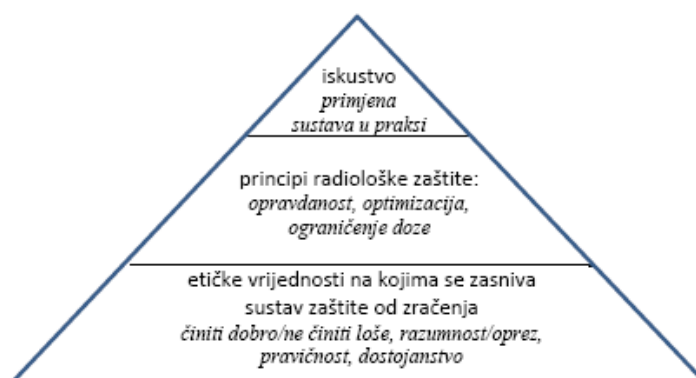 iskustvo
primjena
sustava u praksi
principi radiološke zaštite:
opravdanost, optimizacija,
ograničenje doze
etičke vrijednosti na kojima se zasniva
sustav zaštite od zračenja
činiti dobro/ne činiti loše, razumnost/oprez,
pravičnost, dostojanstvo